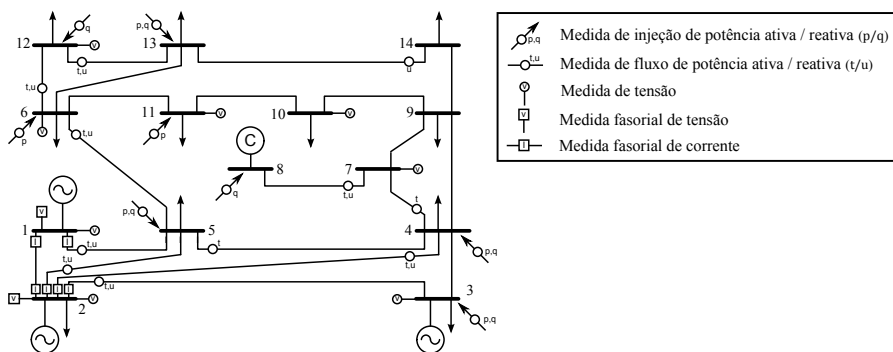 q
p,q
12
v
13
14
t,u
u
t,u
6
v
p
t,u
11
v
p
10
v
9
C
8
q
7
v
t,u
t
v
1
v
I
I
t,u
p,q
5
t
4
p,q
t,u
t,u
t,u
I
I
I
I
v
2
v
v
3
p,q
p,q
t,u
v
v
I
Medida de injeção de potência ativa / reativa (p/q)
Medida de fluxo de potência ativa / reativa (t/u)
Medida de tensão
Medida fasorial de tensão
Medida fasorial de corrente